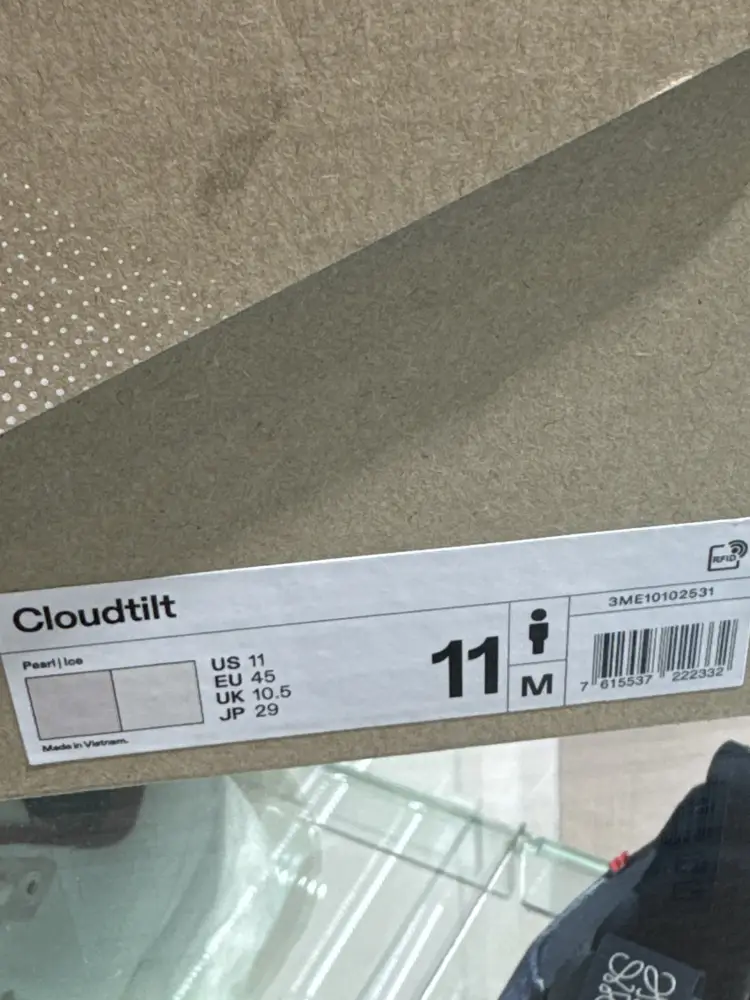 RFID
Cloudtilt
3ME10102531
Pearl | Ice
US 11
EU 45
UK 10.5
JP 29
11
M
7 615537 222332
Made in Vietnam.